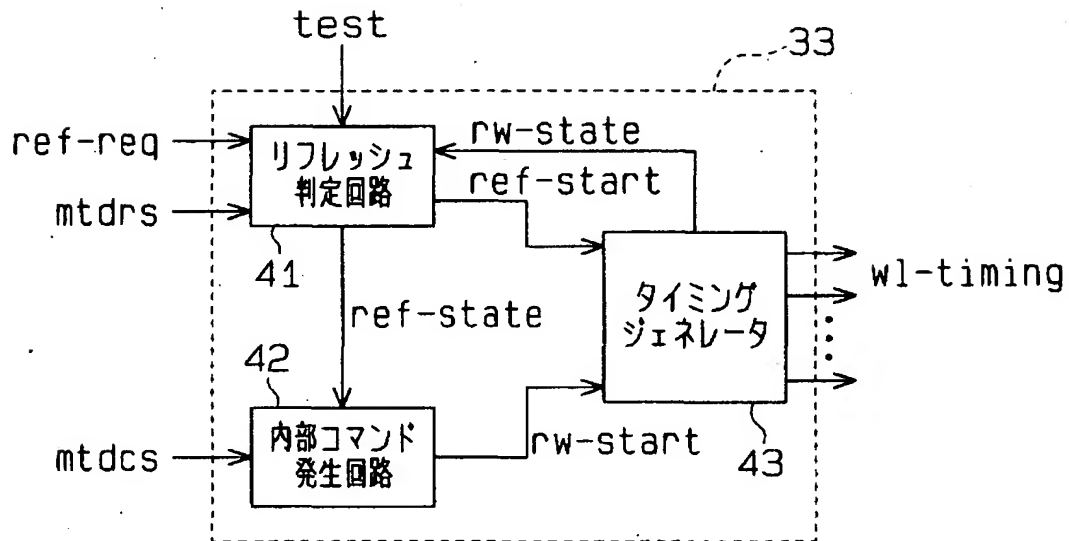 test
33
ref-req
リフレッシュ
判定回路
rw-state
ref-start
mtdrs
41
ref-state
タイミング
ジェネレータ
wl-timing
42
内部コマンド
発生回路
rw-start
43
mtdcs